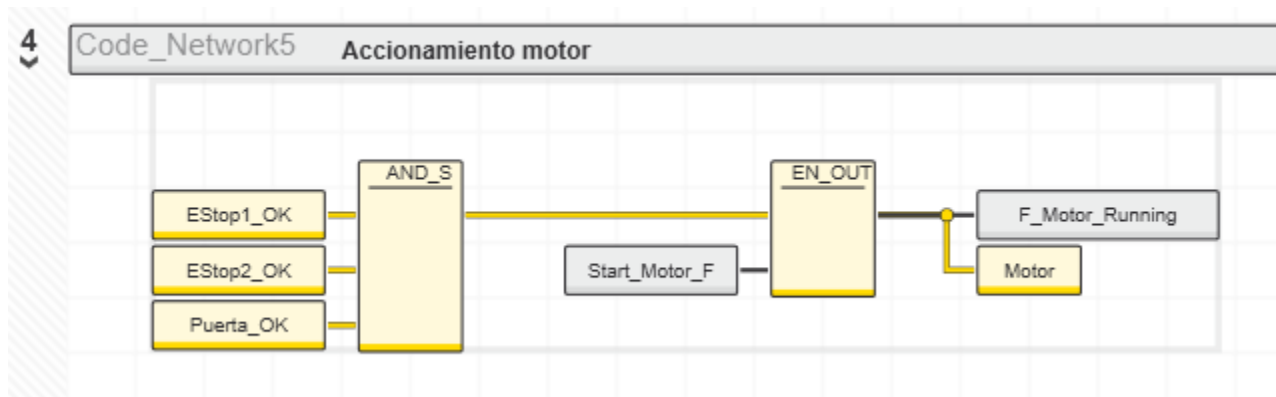 4
Code_Network5 Accionamiento motor
AND_S
EN_OUT
EStop1_OK
F_Motor_Running
EStop2_OK
Start_Motor_F
Motor
Puerta_OK